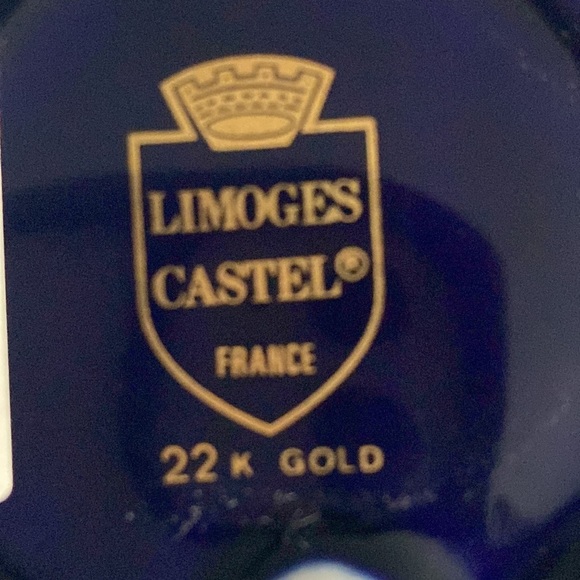 LIMOGES
CASTEL®
FRANCE
22 K GOLD